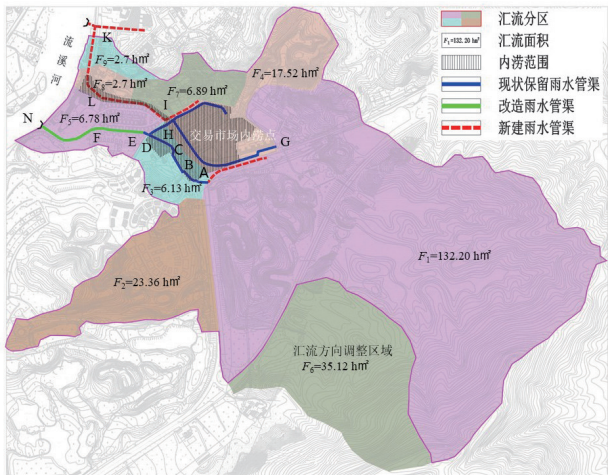 汇流分区
F₁=132.20 hm² 汇流面积
内涝范围
现状保留雨水管渠
改造雨水管渠
新建雨水管渠
流溪河
K
F₉=2.7 hm²
F₈=2.7 hm²
F₇=6.89 hm²
F₄=17.52 hm²
L
I
N
F₅=6.78 hm²
交易市场内涝点
F
E
H
D
C
G
B
A
F₃=6.13 hm²
F₂=23.36 hm²
F₁=132.20 hm²
汇流方向调整区域
F₆=35.12 hm²